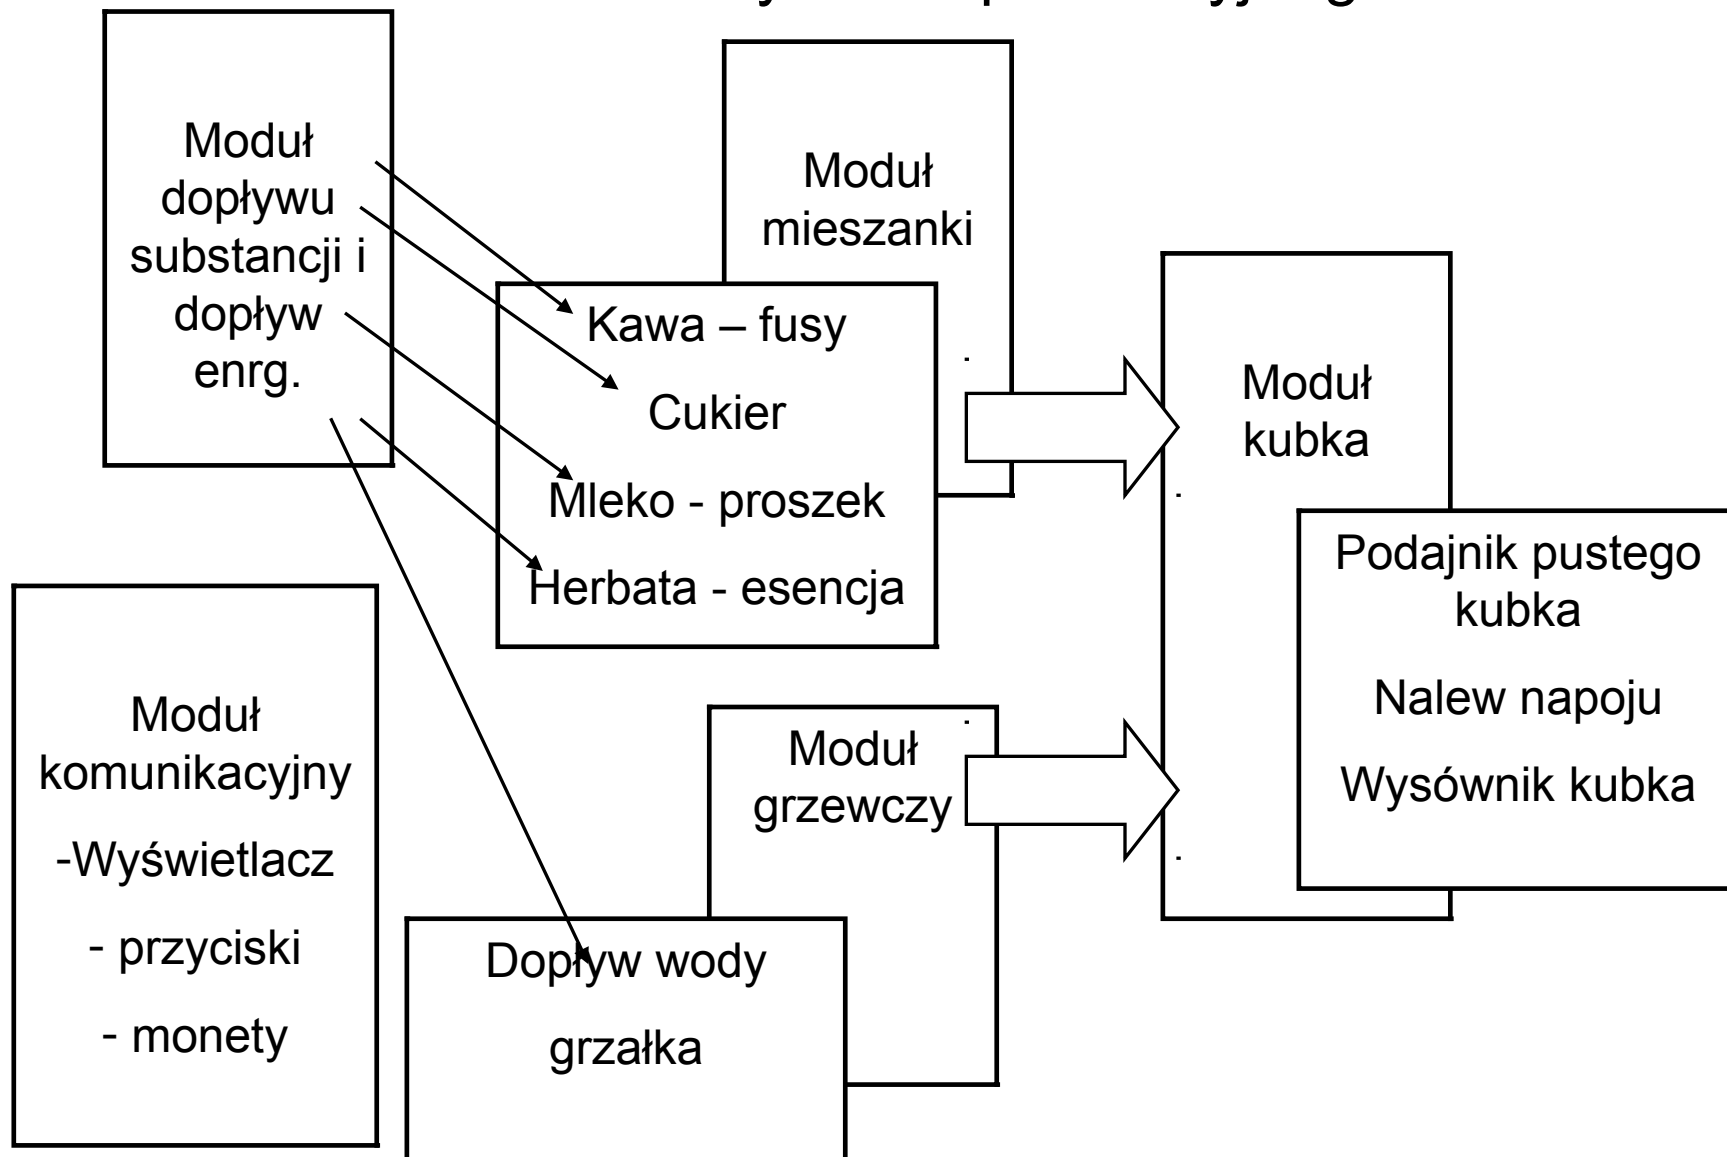 Moduł
dopływu
substancji i
dopływ
enrg.
Moduł
mieszanki
Kawa – fusy
Cukier
Mleko - proszek
Herbata - esencja
Moduł
kubka
Podajnik pustego
kubka
Nalew napoju
Wysównik kubka
Moduł
komunikacyjny
-Wyświetlacz
- przyciski
- monety
Moduł
grzewczy
Dopływ wody
grzałka